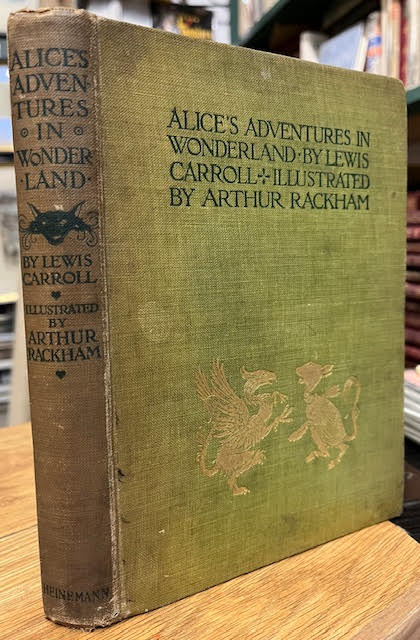 ALICE'S
ADVEN
TURES
IN
WONDER
·LAND·
BY LEWIS
CARROLL
ILLUSTRATED
BY
ARTHUR
RACKHAM
HEINEMANN
ALICE'S ADVENTURES IN
WONDERLAND·BY LEWIS
CARROLL✢ILLUSTRATED
BY ARTHUR RACKHAM